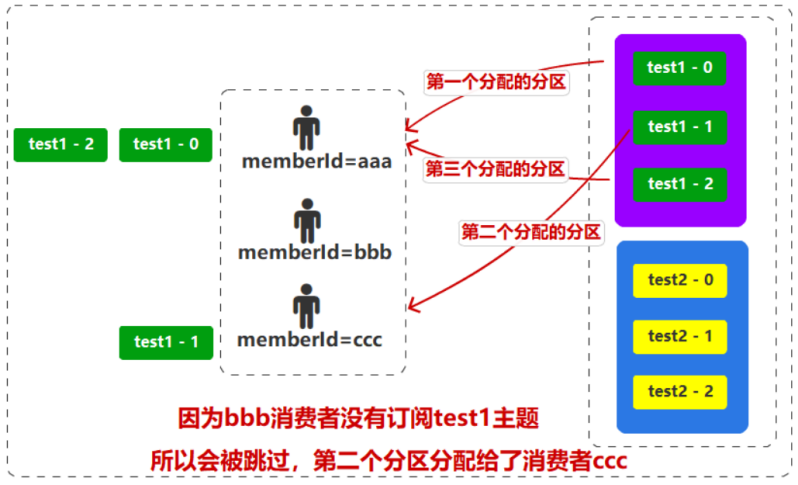 第一个分配的分区
test1 - 0
test1 - 2
test1 - 0
memberId=aaa
test1 - 1
第三个分配的分区
test1 - 2
memberId=bbb
第二个分配的分区
test2 - 0
test1 - 1
memberId=ccc
test2 - 1
test2 - 2
因为bbb消费者没有订阅test1主题
所以会被跳过，第二个分区分配给了消费者ccc